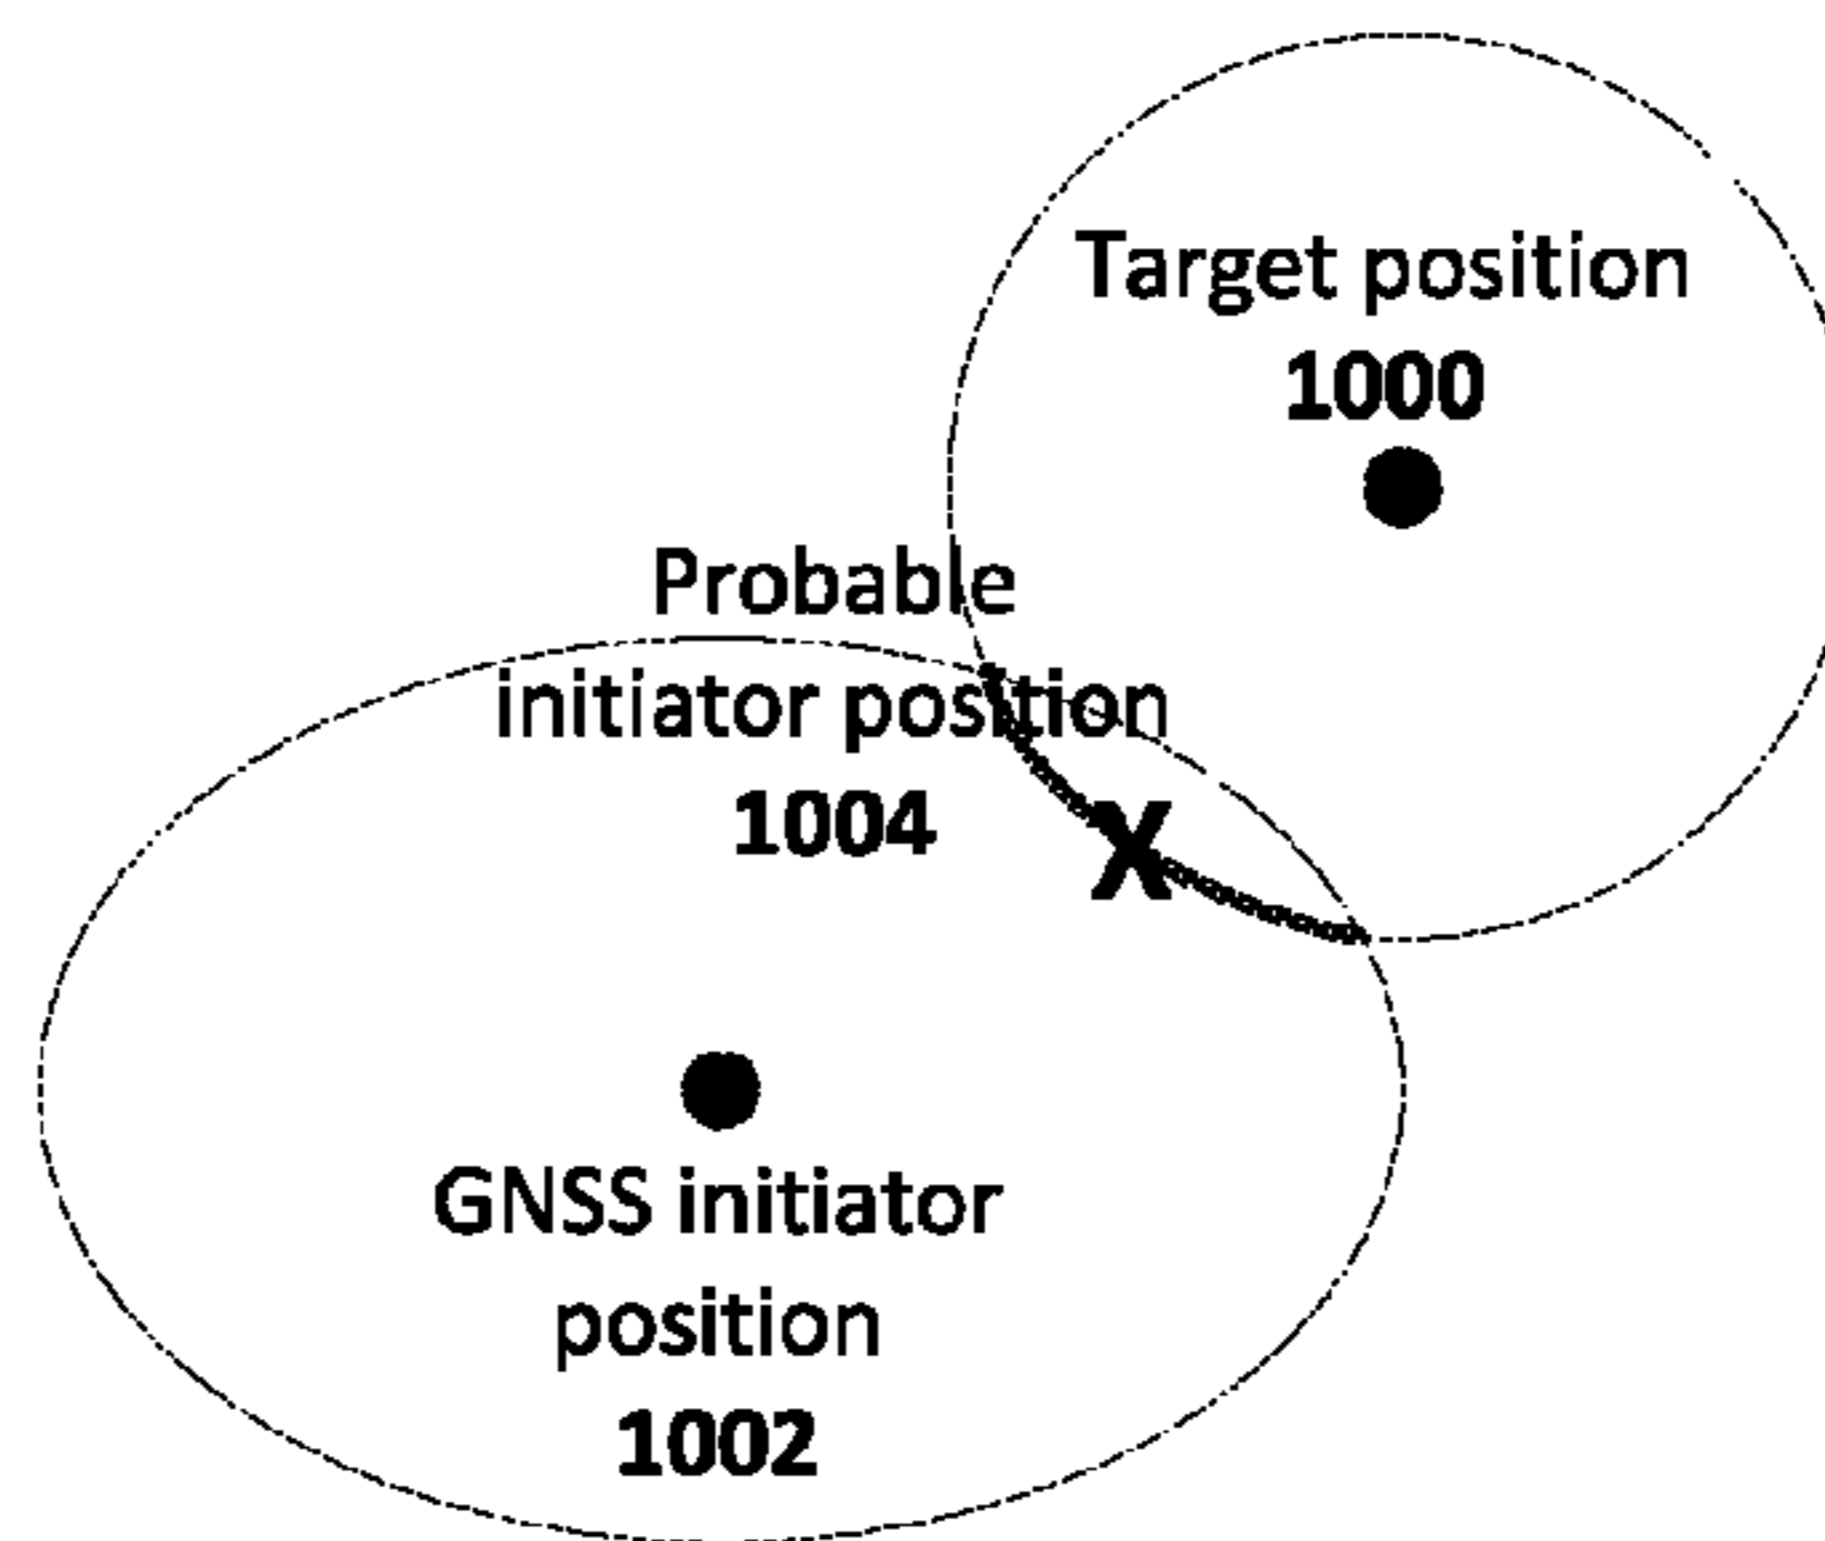 Target position
1000
Probable
initiator position
1004
X
GNSS initiator
position
1002